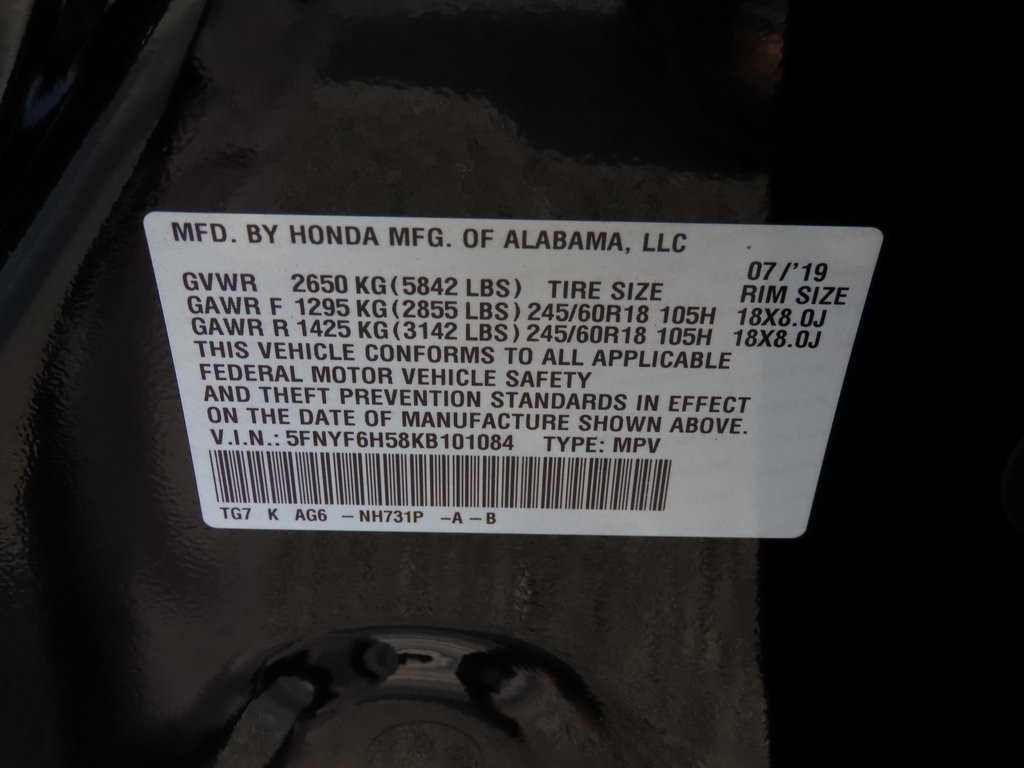 MFD. BY HONDA MFG. OF ALABAMA, LLC
07/'19
GVWR 2650 KG (5842 LBS) TIRE SIZE RIM SIZE
GAWR F 1295 KG (2855 LBS) 245/60R18 105H 18X8.0J
GAWR R 1425 KG (3142 LBS) 245/60R18 105H 18X8.0J
THIS VEHICLE CONFORMS TO ALL APPLICABLE
FEDERAL MOTOR VEHICLE SAFETY
AND THEFT PREVENTION STANDARDS IN EFFECT
ON THE DATE OF MANUFACTURE SHOWN ABOVE.
V.I.N.: 5FNYF6H58KB101084 TYPE: MPV
TG7 K AG6 -NH731P -A-B